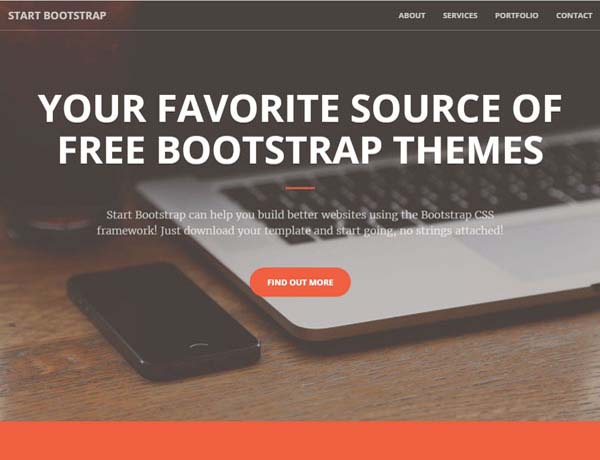 START BOOTSTRAP
ABOUT SERVICES PORTFOLIO CONTACT
YOUR FAVORITE SOURCE OF
FREE BOOTSTRAP THEMES
Start Bootstrap can help you build better websites using the Bootstrap CSS
framework! Just download your template and start going, no strings attached!
FIND OUT MORE